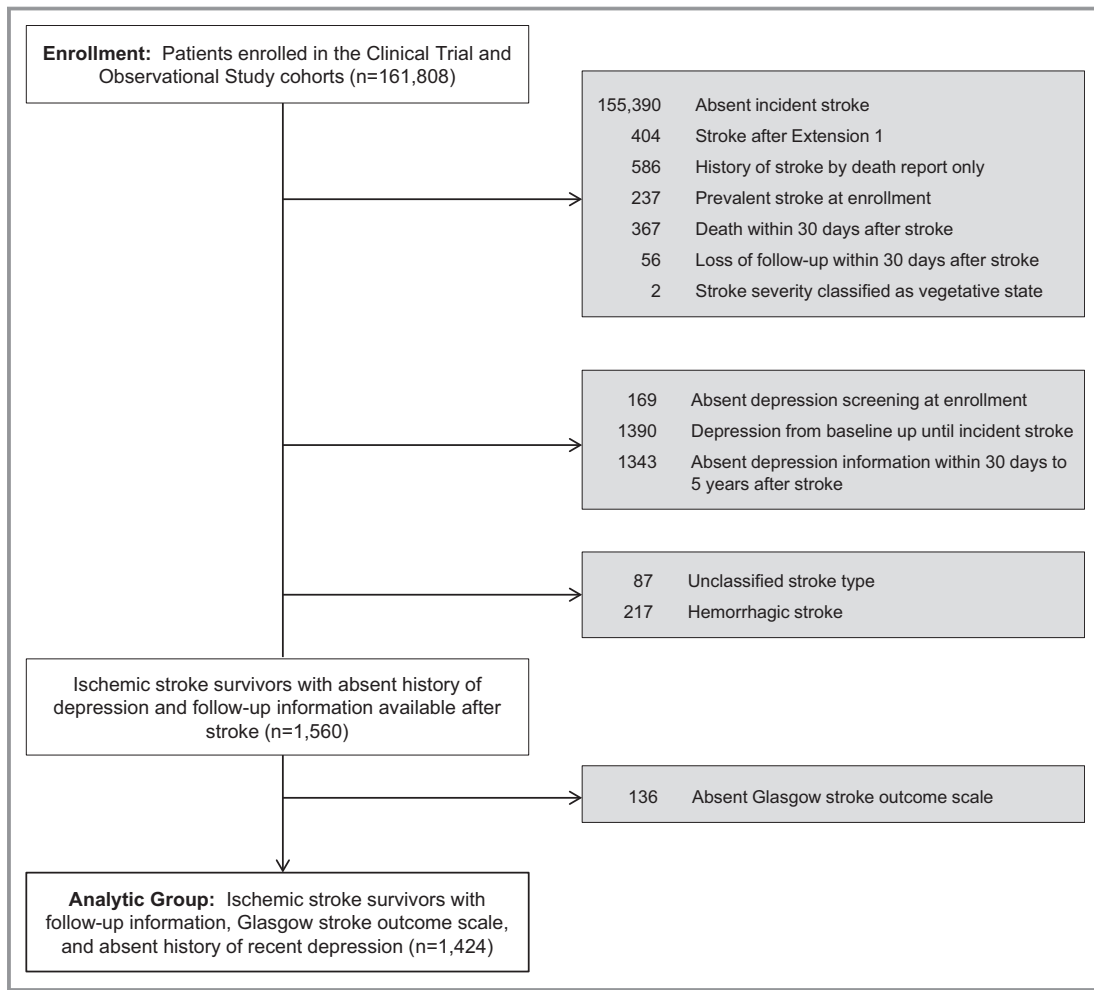 Enrollment: Patients enrolled in the Clinical Trial and
Observational Study cohorts (n=161,808)
155,390 Absent incident stroke
404 Stroke after Extension 1
586 History of stroke by death report only
237 Prevalent stroke at enrollment
367 Death within 30 days after stroke
56 Loss of follow-up within 30 days after stroke
2 Stroke severity classified as vegetative state
169 Absent depression screening at enrollment
1390 Depression from baseline up until incident stroke
1343 Absent depression information within 30 days to
5 years after stroke
87 Unclassified stroke type
217 Hemorrhagic stroke
Ischemic stroke survivors with absent history of
depression and follow-up information available after
stroke (n=1,560)
136 Absent Glasgow stroke outcome scale
Analytic Group: Ischemic stroke survivors with
follow-up information, Glasgow stroke outcome scale,
and absent history of recent depression (n=1,424)